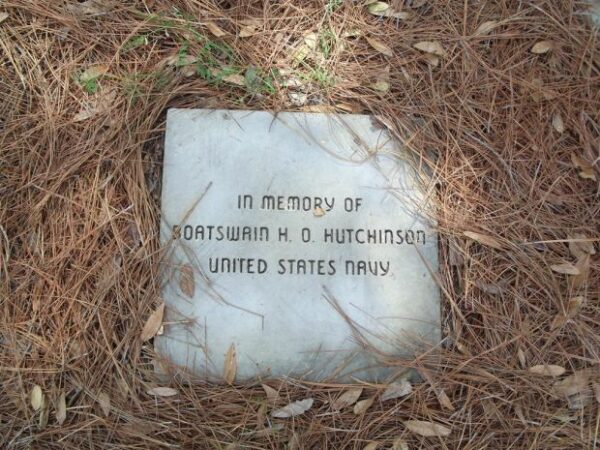 IN MEMORY OF
BOATSWAIN H. O. HUTCHINSON
UNITED STATES NAVY